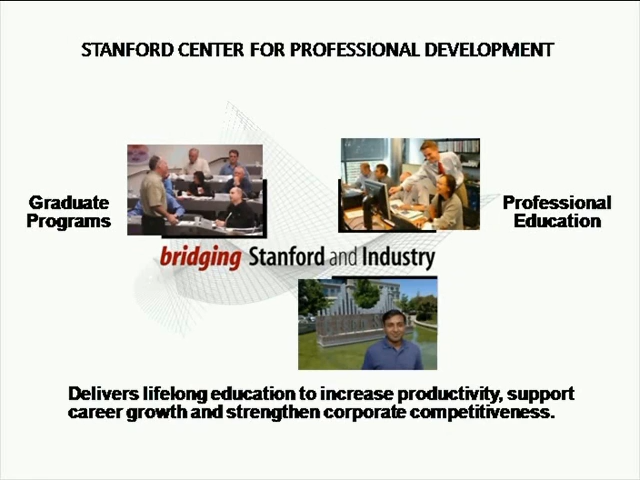 STANFORD CENTER FOR PROFESSIONAL DEVELOPMENT
Graduate
Programs
Professional
Education
bridging Stanford and Industry
Delivers lifelong education to increase productivity, support
career growth and strengthen corporate competitiveness.